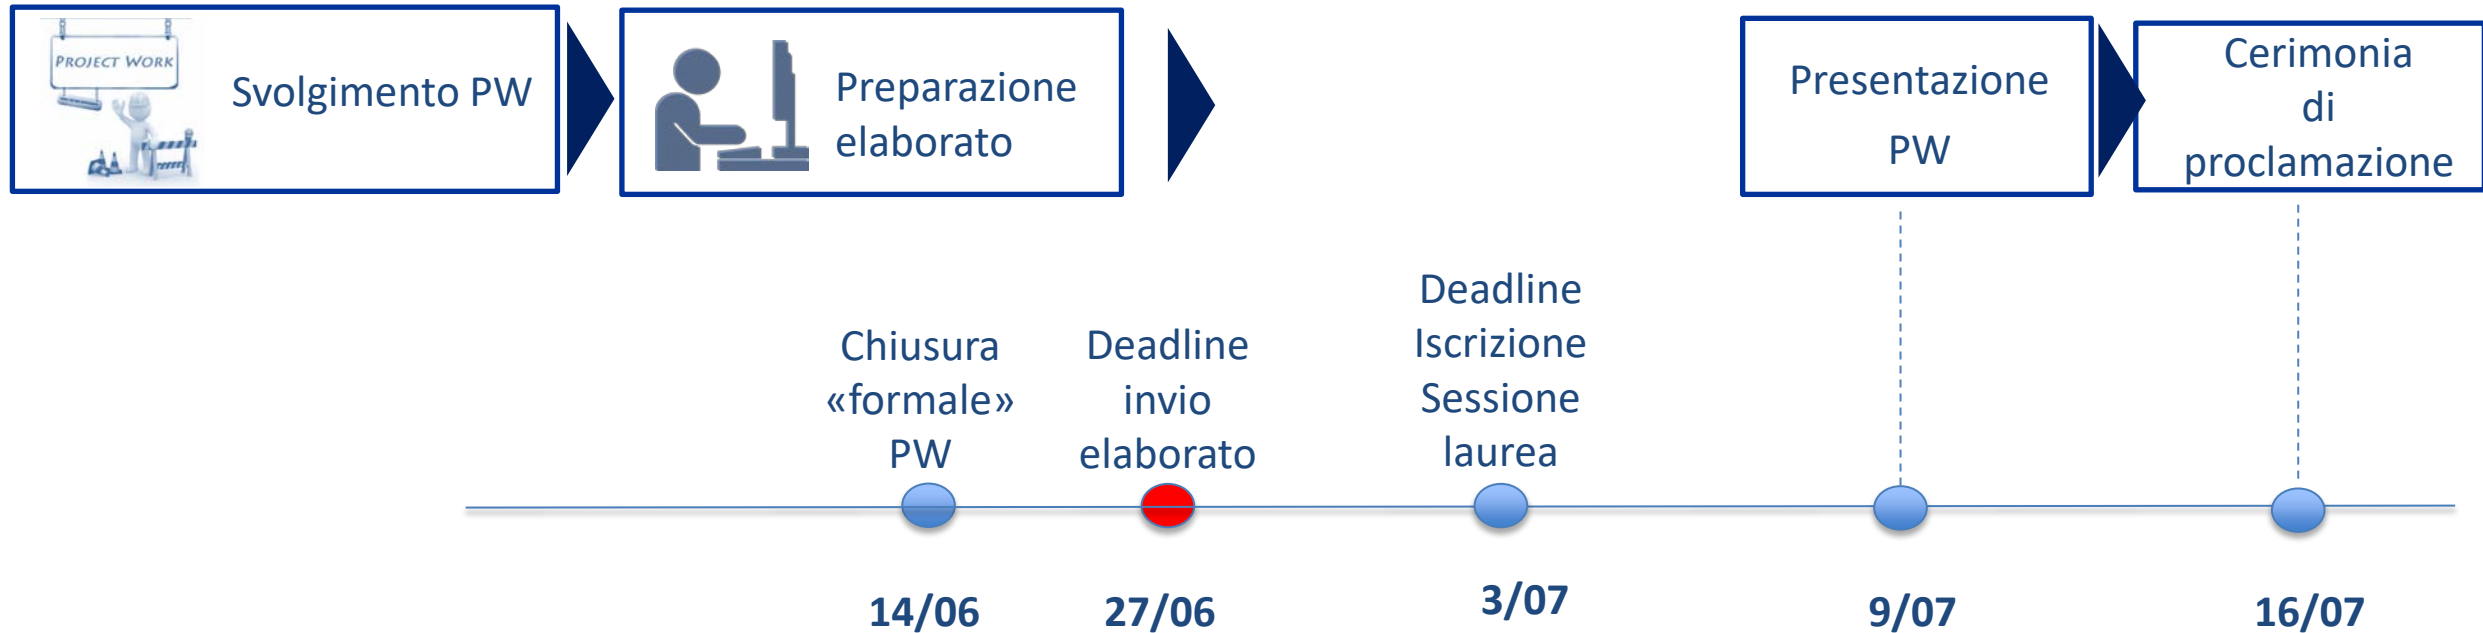 PROJECT WORK
Svolgimento PW
Preparazione
elaborato
Presentazione
PW
Cerimonia
di
proclamazione
Chiusura
«formale»
PW
Deadline
invio
elaborato
Deadline
Iscrizione
Sessione
laurea
14/06
27/06
3/07
9/07
16/07